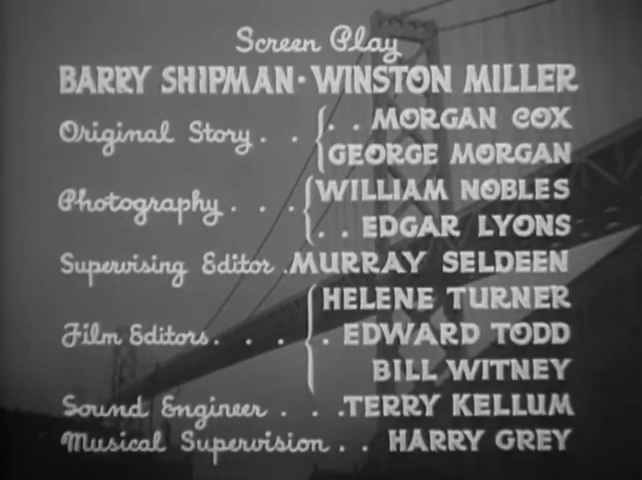 Screen Play
BARRY SHIPMAN · WINSTON MILLER
Original Story . . { . . MORGAN COX
GEORGE MORGAN
Photography . . . { WILLIAM NOBLES
. . EDGAR LYONS
Supervising Editor . MURRAY SELDEEN
Film Editors . . . { HELENE TURNER
. EDWARD TODD
BILL WITNEY
Sound Engineer . . . TERRY KELLUM
Musical Supervision . . HARRY GREY